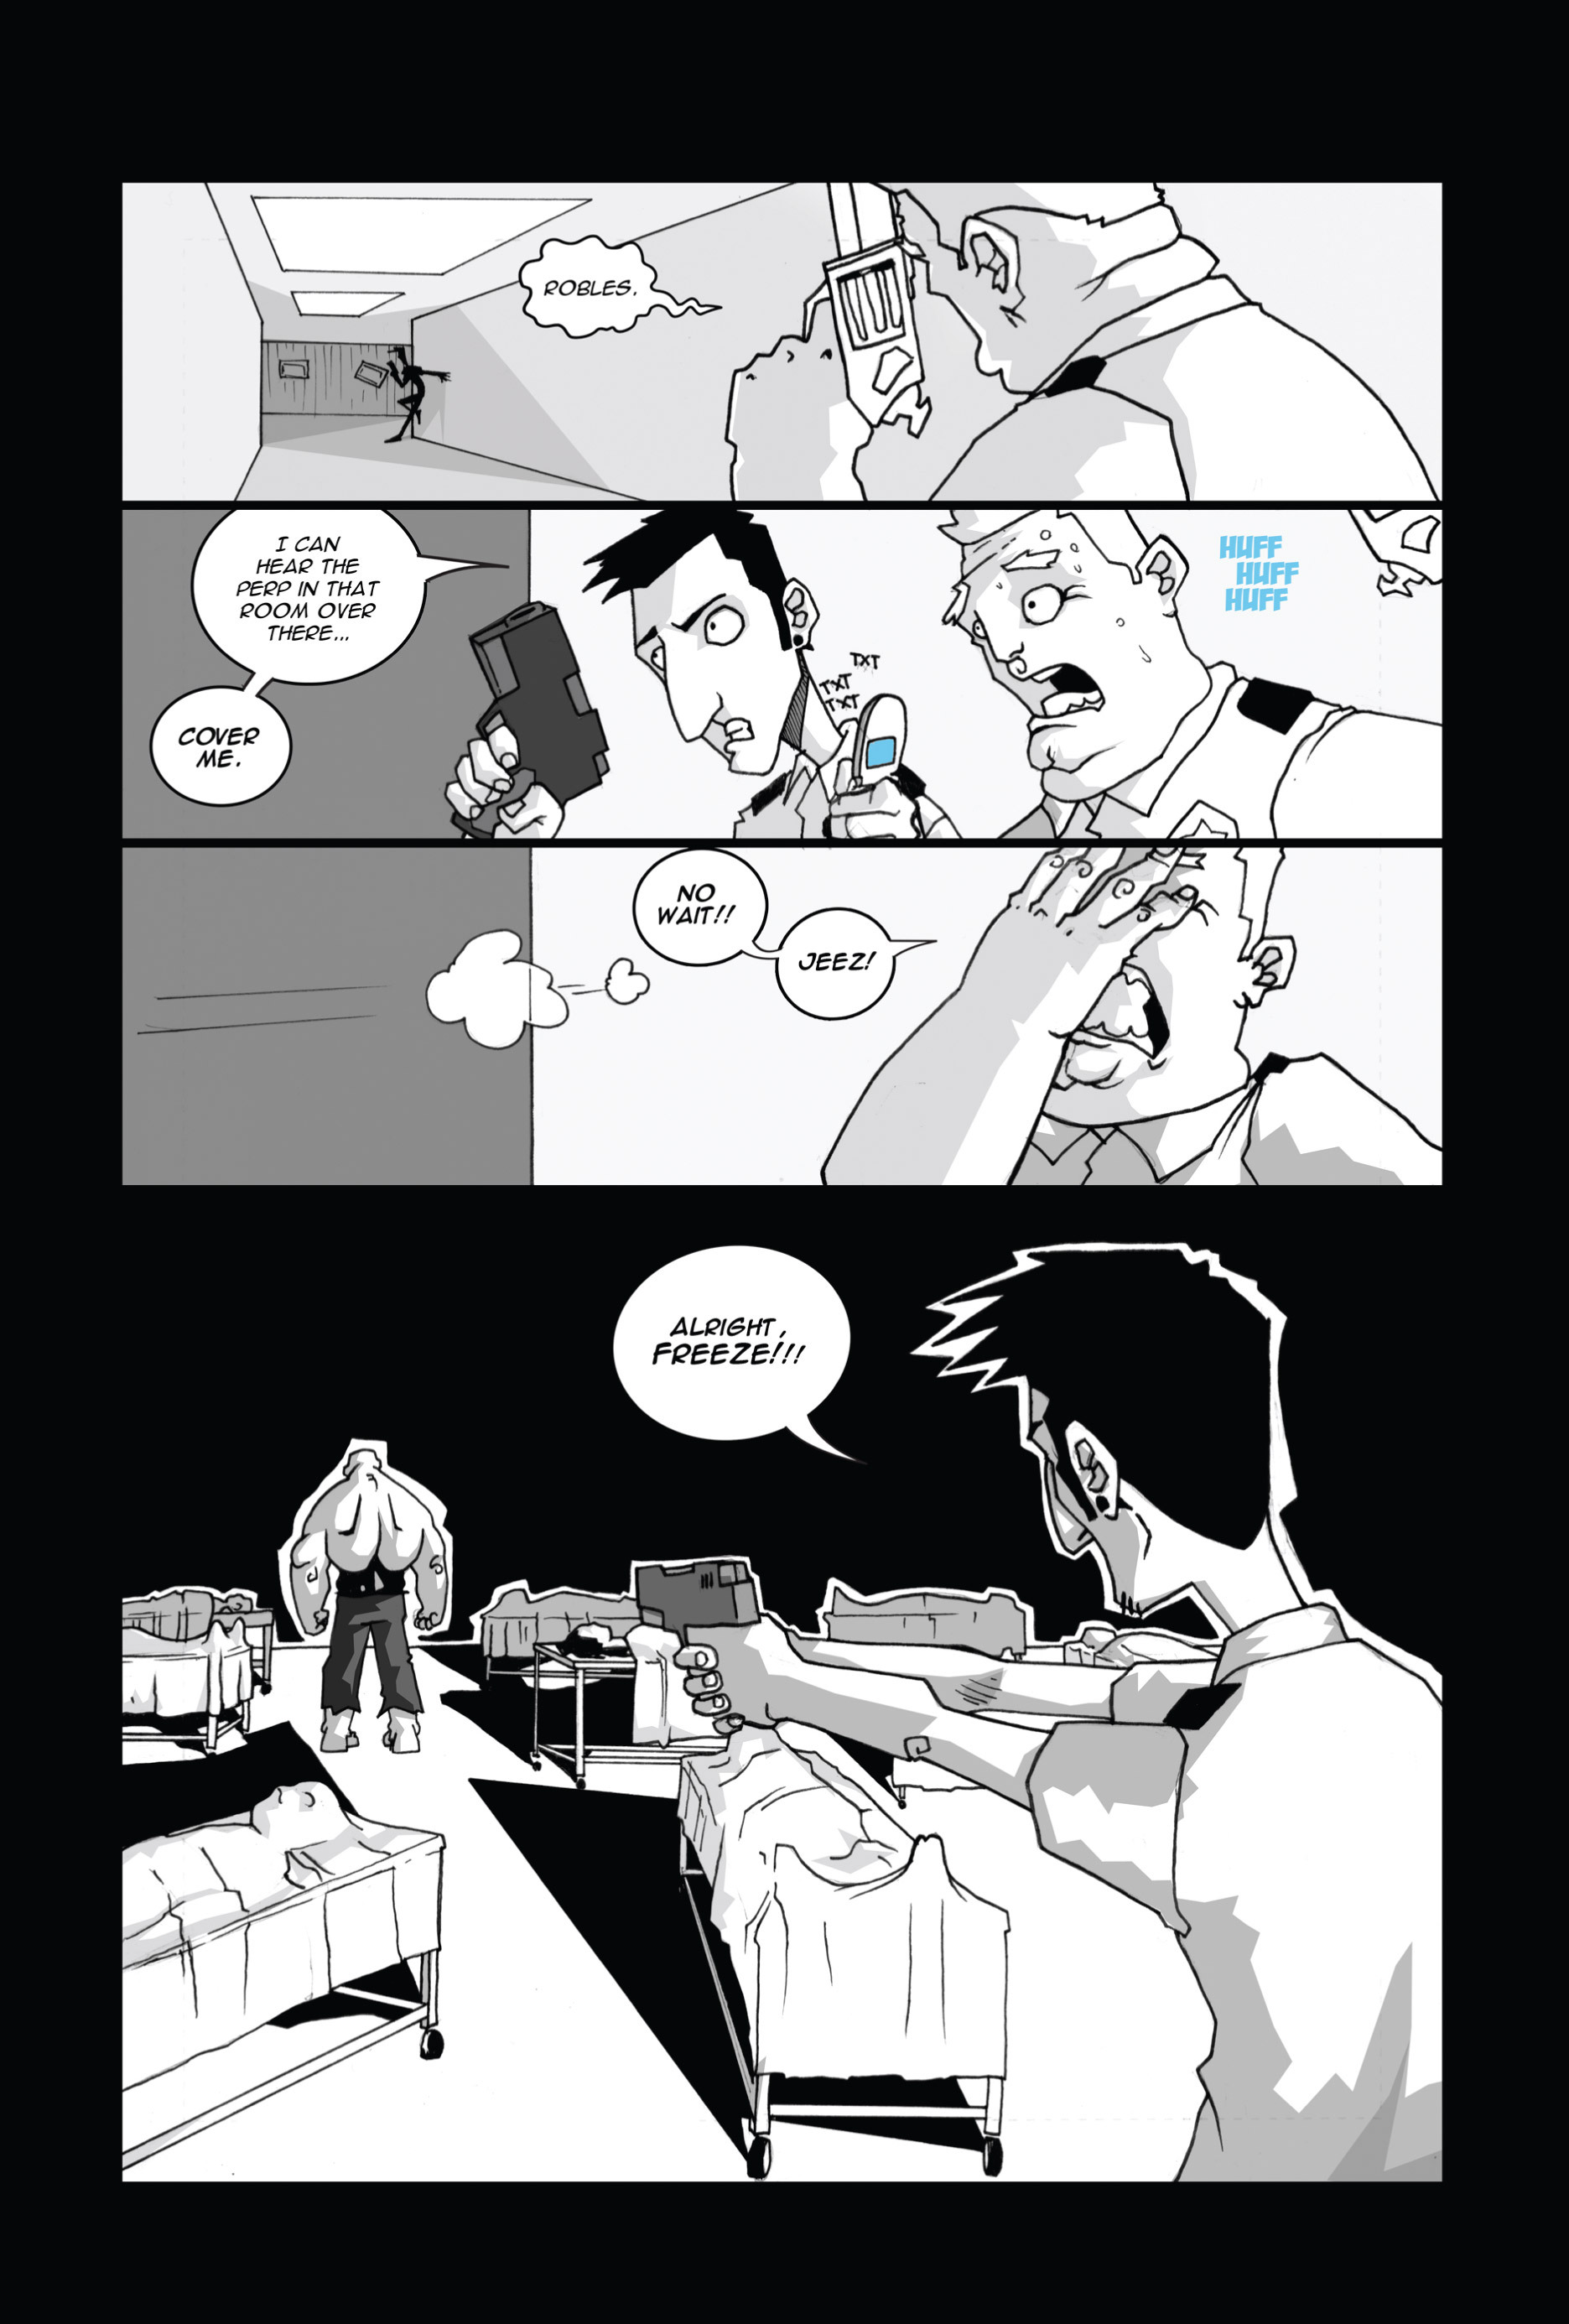 ROBLES.
I CAN
HEAR THE
PERP IN THAT
ROOM OVER
THERE...
COVER
ME.
TXT
TXT
TXT
HUFF
HUFF
HUFF
NO
WAIT!!
JEEZ!
ALRIGHT,
FREEZE!!!